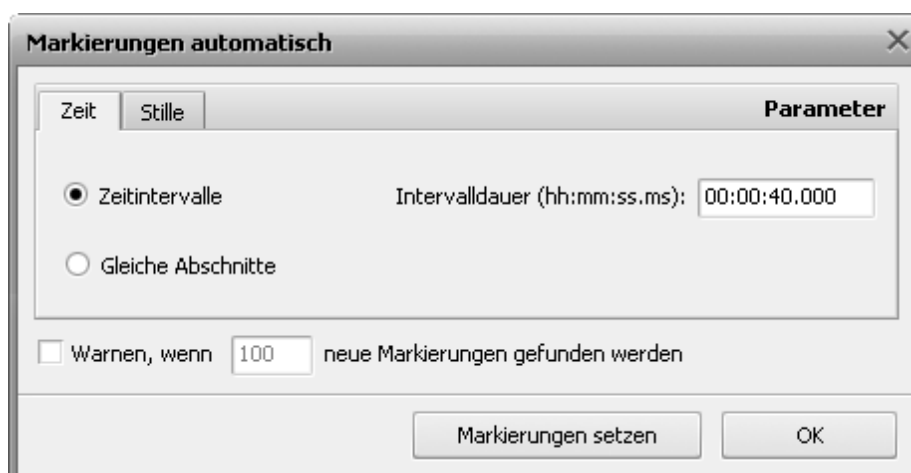 Markierungen automatisch
Zeit Stille Parameter
Zeitintervalle Intervalldauer (hh:mm:ss.ms): 00:00:40.000
Gleiche Abschnitte
Warnen, wenn 100 neue Markierungen gefunden werden
Markierungen setzen OK